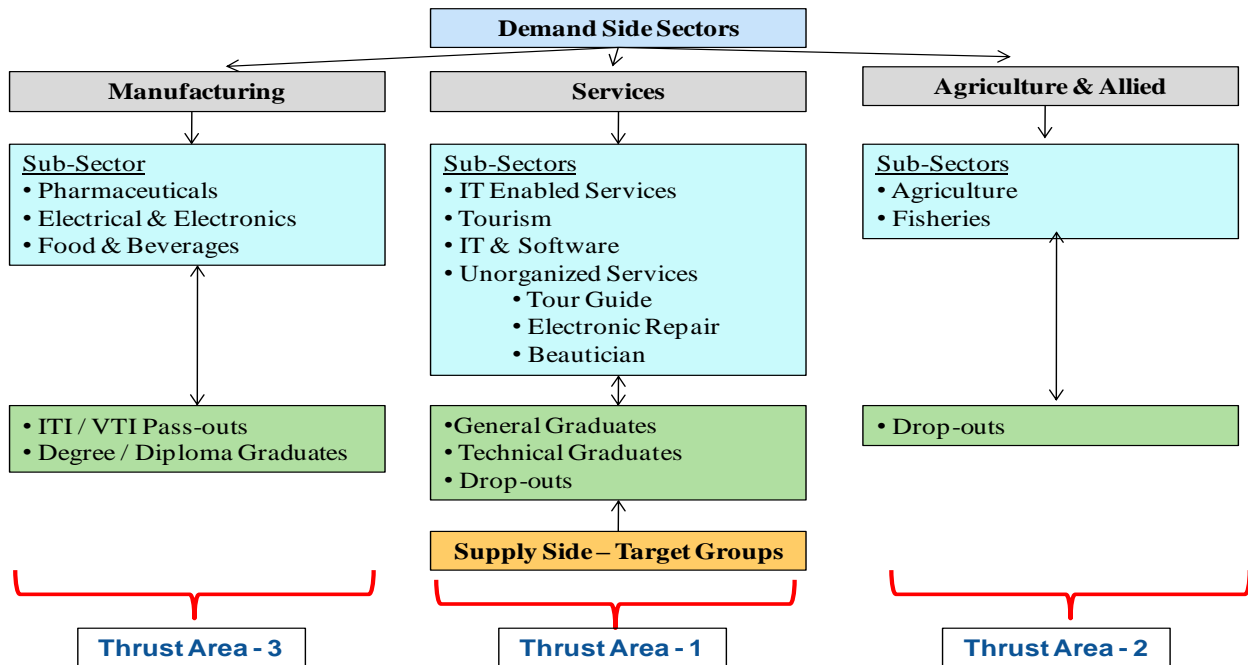 Demand Side Sectors
Manufacturing
Services
Agriculture & Allied
Sub-Sector
• Pharmaceuticals
• Electrical & Electronics
• Food & Beverages
Sub-Sectors
• IT Enabled Services
• Tourism
• IT & Software
• Unorganized Services
• Tour Guide
• Electronic Repair
• Beautician
Sub-Sectors
• Agriculture
• Fisheries
• ITI / VTI Pass-outs
• Degree / Diploma Graduates
•General Graduates
• Technical Graduates
• Drop-outs
• Drop-outs
Supply Side – Target Groups
Thrust Area - 3
Thrust Area - 1
Thrust Area - 2